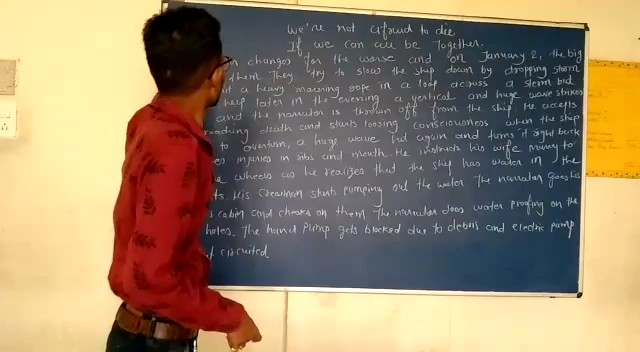 We're not afraid to die
If we can all be Together.
changes for the worse and on January 2, the big
them They try to slow the ship down by dropping storm
a heavy mooring rope in a loop across a stern but
help later in the evening a vertical and huge wave strikes
and the narrator is thrown off from the ship He accepts
roaching death and starts loosing consciousness when the ship
to overturn, a huge wave hit again and turns it right back
injuries in ribs and mouth. He instructs his wife mary to
wheels as he realizes that the ship has water in the
ts. His Crewman starts pumping out the water The narrator goes his
cabin and checks on them The narrator does water proofing on the
holes. The hand Pump gets blocked due to debris and electric pump
t circuited